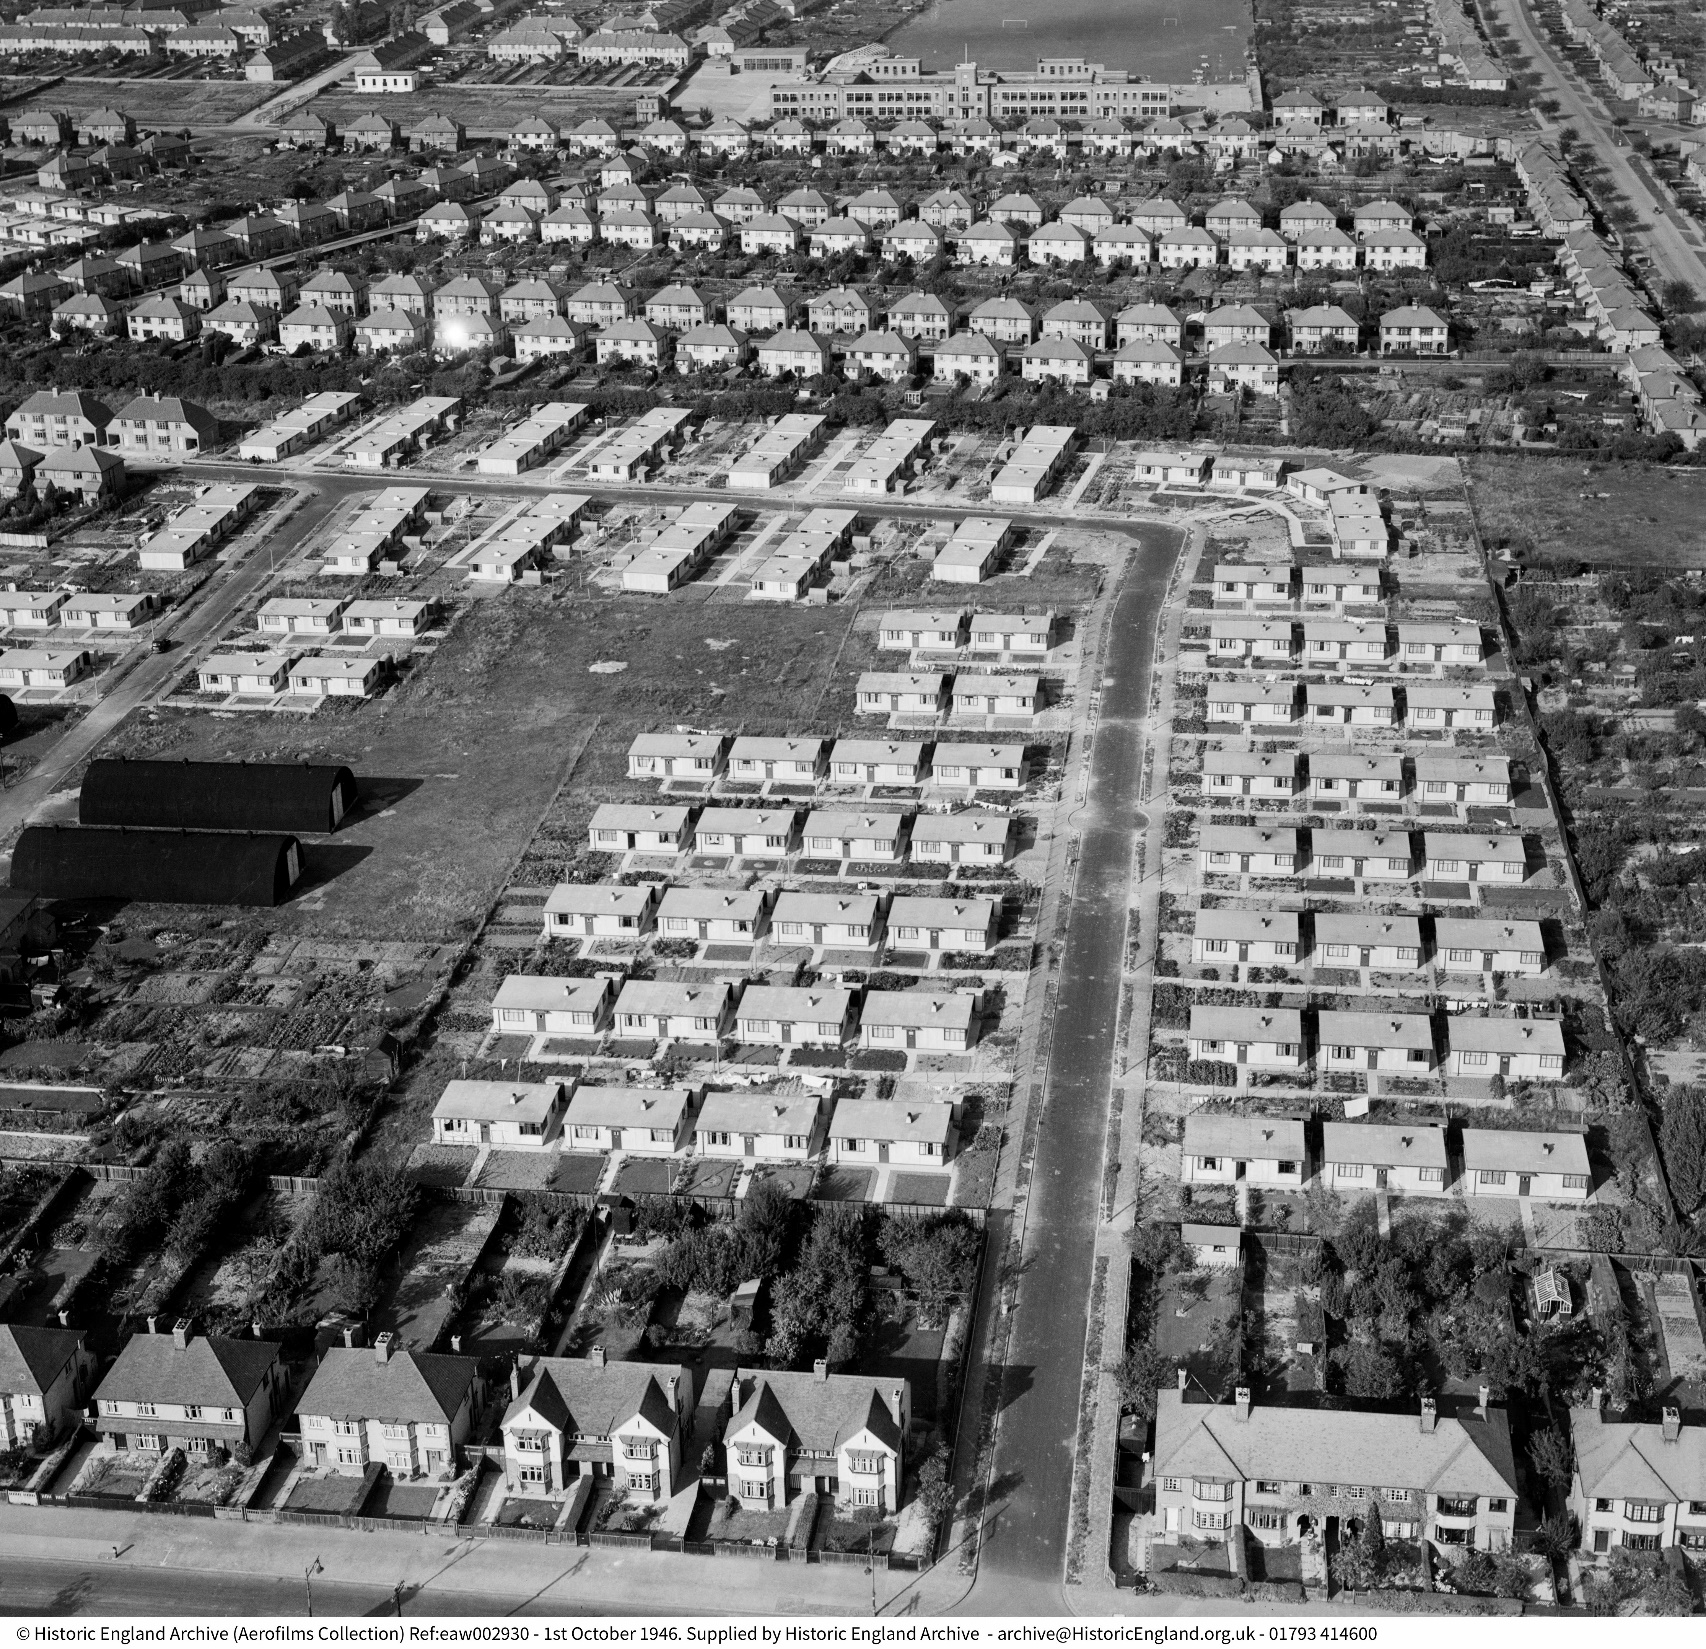 © Historic England Archive (Aerofilms Collection) Ref:eaw002930 - 1st October 1946. Supplied by Historic England Archive - archive@HistoricEngland.org.uk - 01793 414600